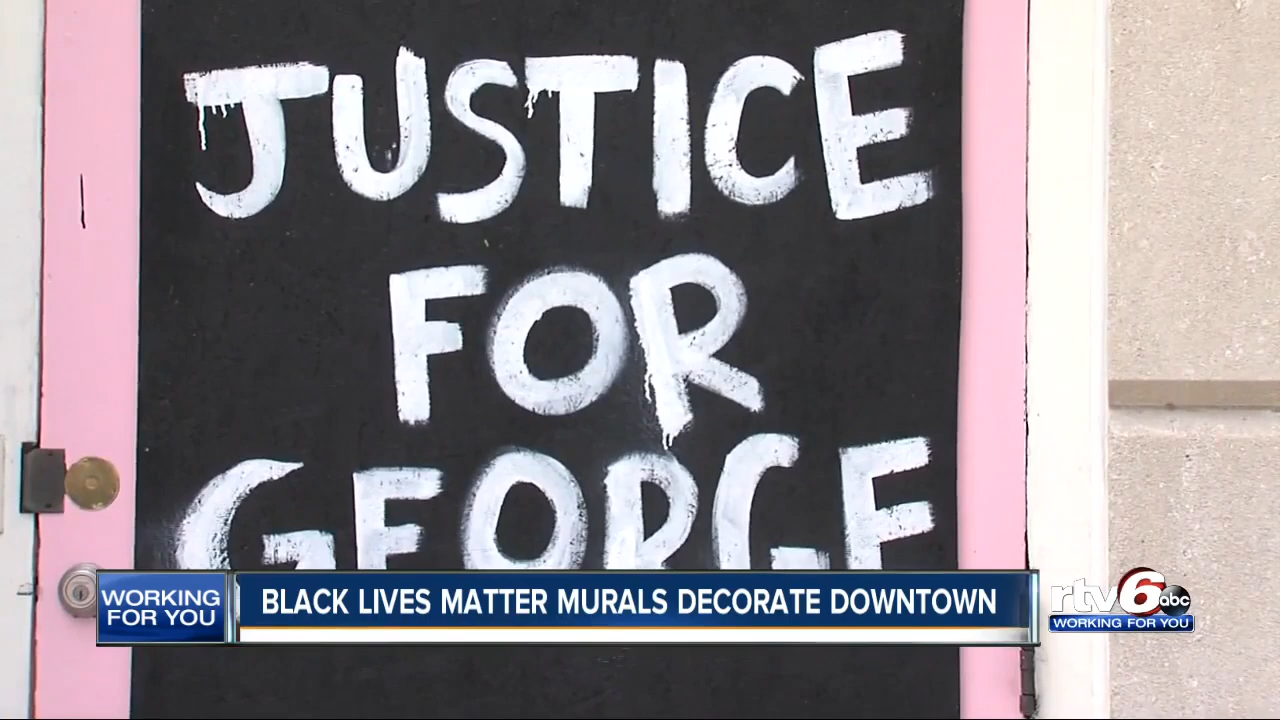 JUSTICE
FOR
GEORGE
WORKING
FOR YOU
BLACK LIVES MATTER MURALS DECORATE DOWNTOWN
rtv6 abc
WORKING FOR YOU